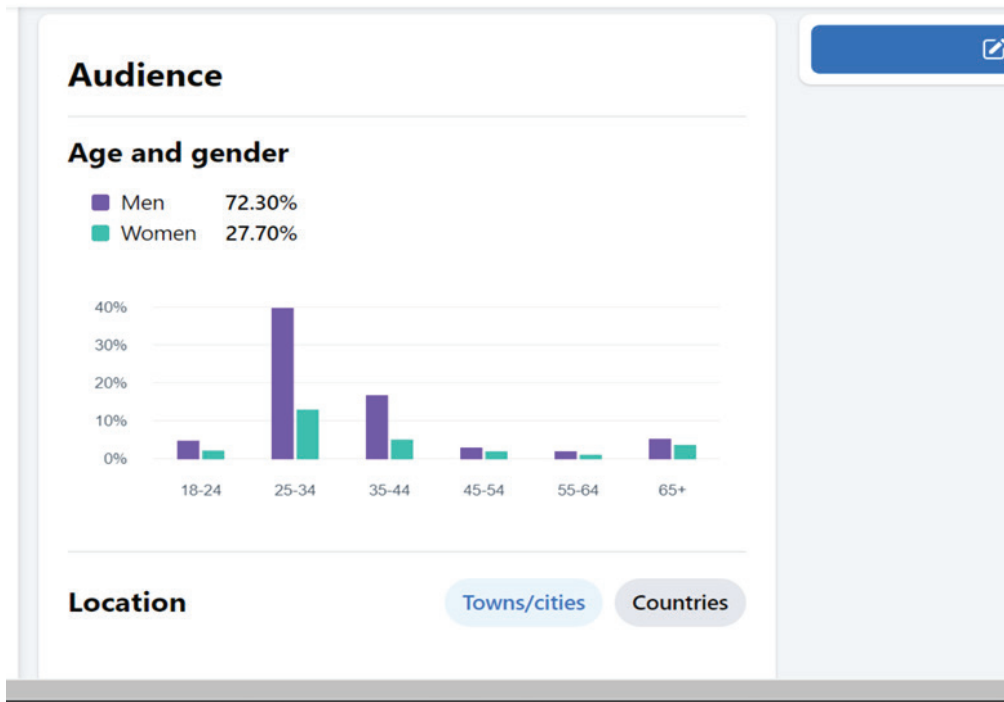 Audience
Age and gender
Men 72.30%
Women 27.70%
40%
30%
20%
10%
0%
18-24 25-34 35-44 45-54 55-64 65+
Location Towns/cities Countries